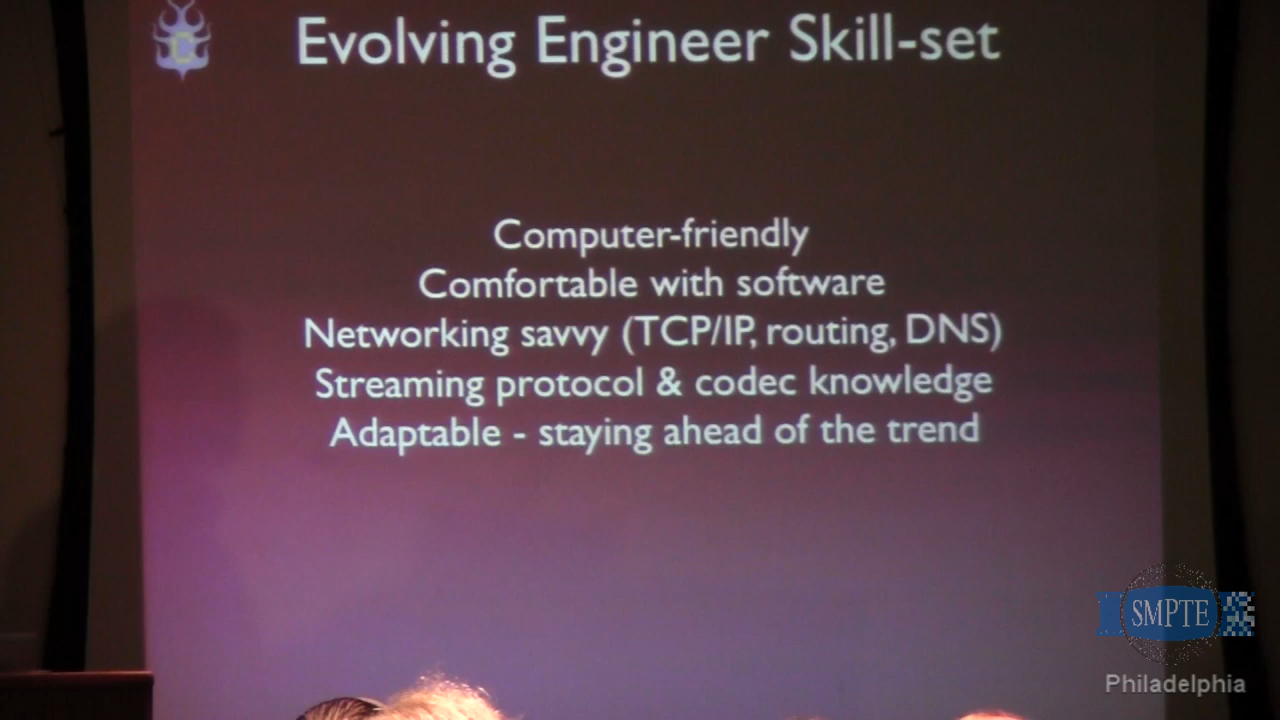 Evolving Engineer Skill-set
Computer-friendly
Comfortable with software
Networking savvy (TCP/IP, routing, DNS)
Streaming protocol & codec knowledge
Adaptable - staying ahead of the trend
SMPTE
Philadelphia